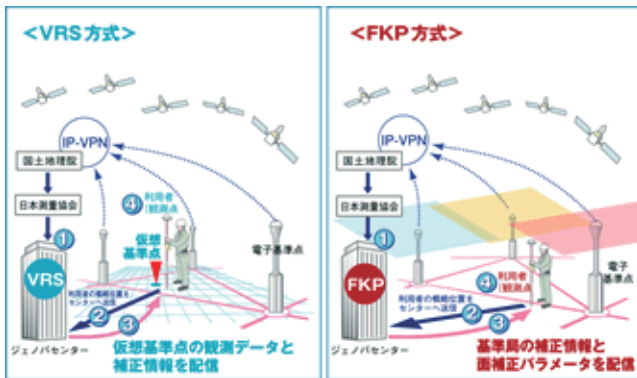 <VRS方式>
IP-VPN
国土地理院
日本測量協会
①
④
利用者
(観測点
仮想
基準点
電子基準点
VRS
利用者の概略位置を
センターへ送信
②
③
ジェノバセンター
仮想基準点の観測データと
補正情報を配信
<FKP方式>
IP-VPN
国土地理院
日本測量協会
①
④
利用者
(観測点
電子
基準点
FKP
利用者の概略位置を
センターへ送信
②
③
ジェノバセンター
基準局の補正情報と
面補正パラメータを配信